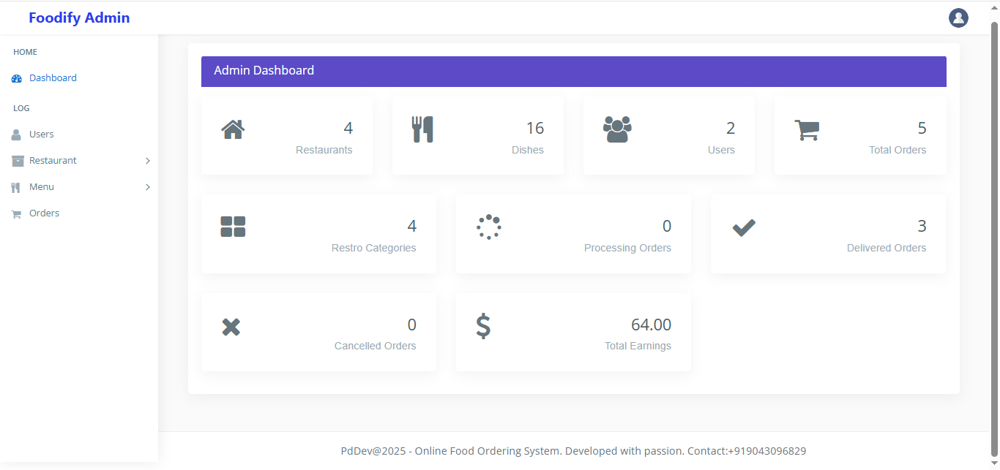 Foodify Admin
HOME
Dashboard
LOG
Users
Restaurant
Menu
Orders
Admin Dashboard
4
Restaurants
16
Dishes
2
Users
5
Total Orders
4
Restro Categories
0
Processing Orders
3
Delivered Orders
0
Cancelled Orders
64.00
Total Earnings
PdDev@2025 - Online Food Ordering System. Developed with passion. Contact:+919043096829